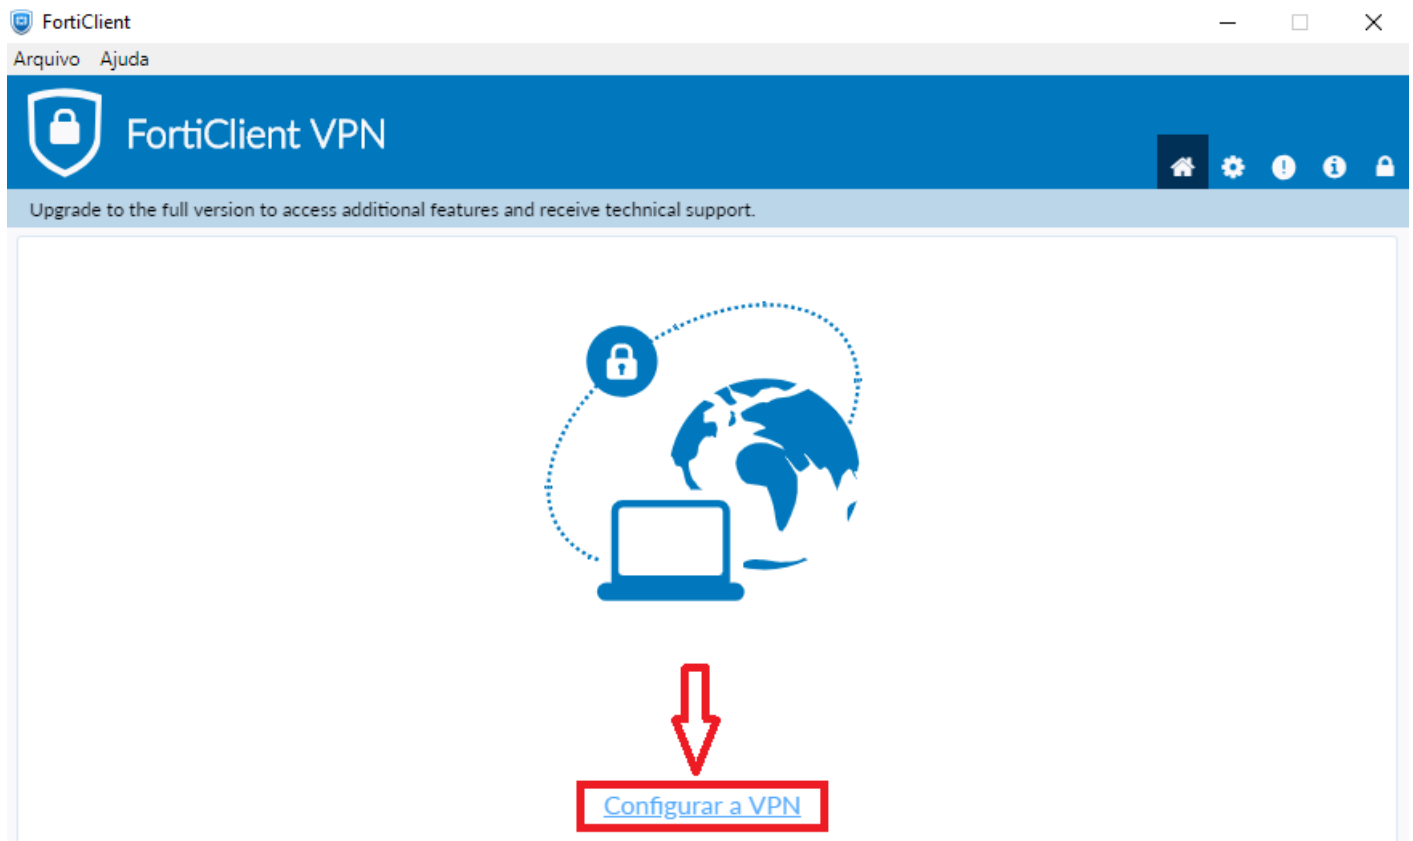 FortiClient
Arquivo Ajuda
FortiClient VPN
Upgrade to the full version to access additional features and receive technical support.
Configurar a VPN